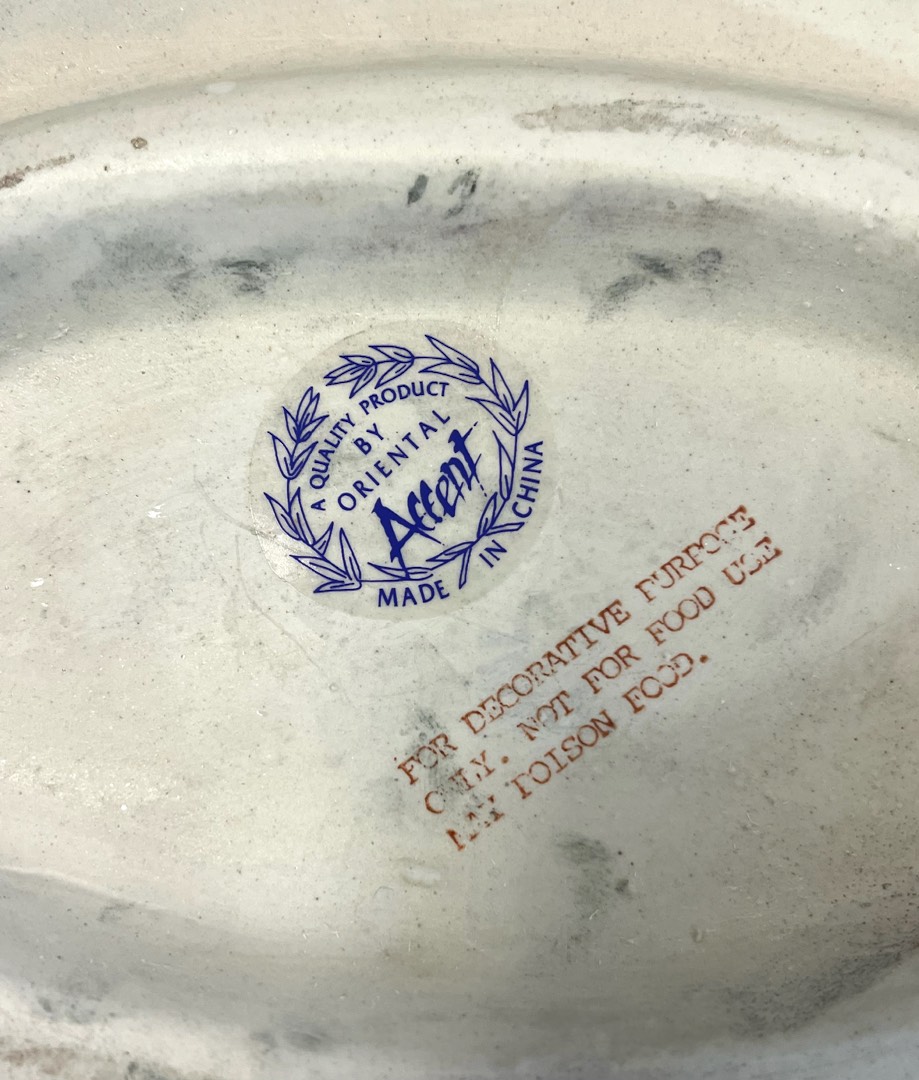 A QUALITY PRODUCT
BY
ORIENTAL
Accent
MADE IN CHINA
FOR DECORATIVE PURPOSE
ONLY. NOT FOR FOOD USE
MAY POISON FOOD.